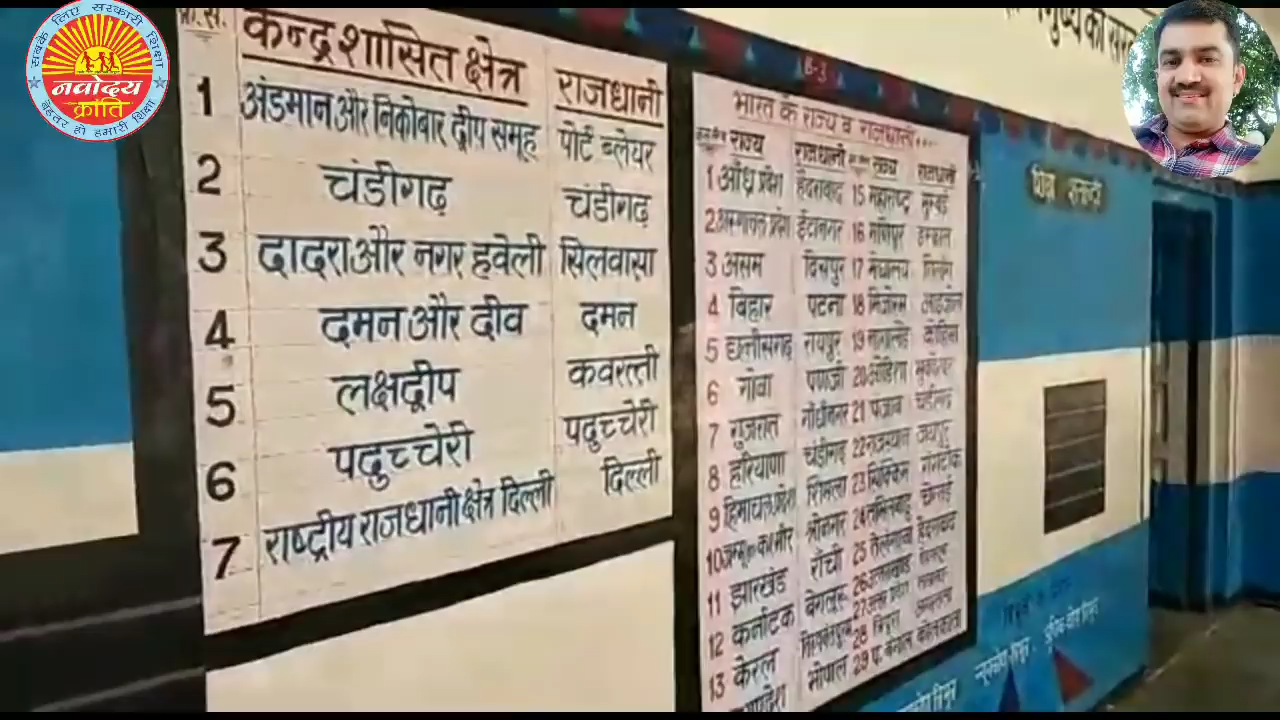 सबके लिए सरकारी शिक्षा
नवोदय
क्रांति
बेहतर हो हमारी शिक्षा
क्र.सं. केन्द्रशासित क्षेत्र राजधानी
1 अंडमान और निकोबार द्वीप समूह पोर्ट ब्लेयर
2 चंडीगढ़ चंडीगढ़
3 दादरा और नगर हवेली सिलवासा
4 दमन और दीव दमन
5 लक्षद्वीप कवरत्ती
6 पदुच्चेरी पदुच्चेरी
7 राष्ट्रीय राजधानी क्षेत्र दिल्ली दिल्ली
भारत के राज्य व राजधानी...
राज्य राजधानी राज्य राजधानी
1 आँध्र प्रदेश हैदराबाद 15 महाराष्ट्र मुम्बई
2 ईटानगर 16 मणिपुर
3 असम दिसपुर 17 मेघालय
4 बिहार पटना 18 मिजोरम आइजोल
5 छत्तीसगढ़ रायपुर 19 नागालैंड कोहिमा
6 गोवा पणजी 20 ओडिशा
7 गुजरात गाँधीनगर 21 पंजाब चंडीगढ़
8 हरियाणा चंडीगढ़ 22 राजस्थान जयपुर
9 हिमाचल प्रदेश शिमला 23 सिक्किम गंगटोक
10 जम्मू व कश्मीर श्रीनगर 24 तमिलनाडु चेन्नई
11 झारखंड राँची 25 तेलंगाना हैदराबाद
12 कर्नाटक बेंगलुरु 26 उत्तराखण्ड
13 केरल 27 उत्तर प्रदेश
भोपाल 28 त्रिपुरा
29 प. बंगाल कोलकाता